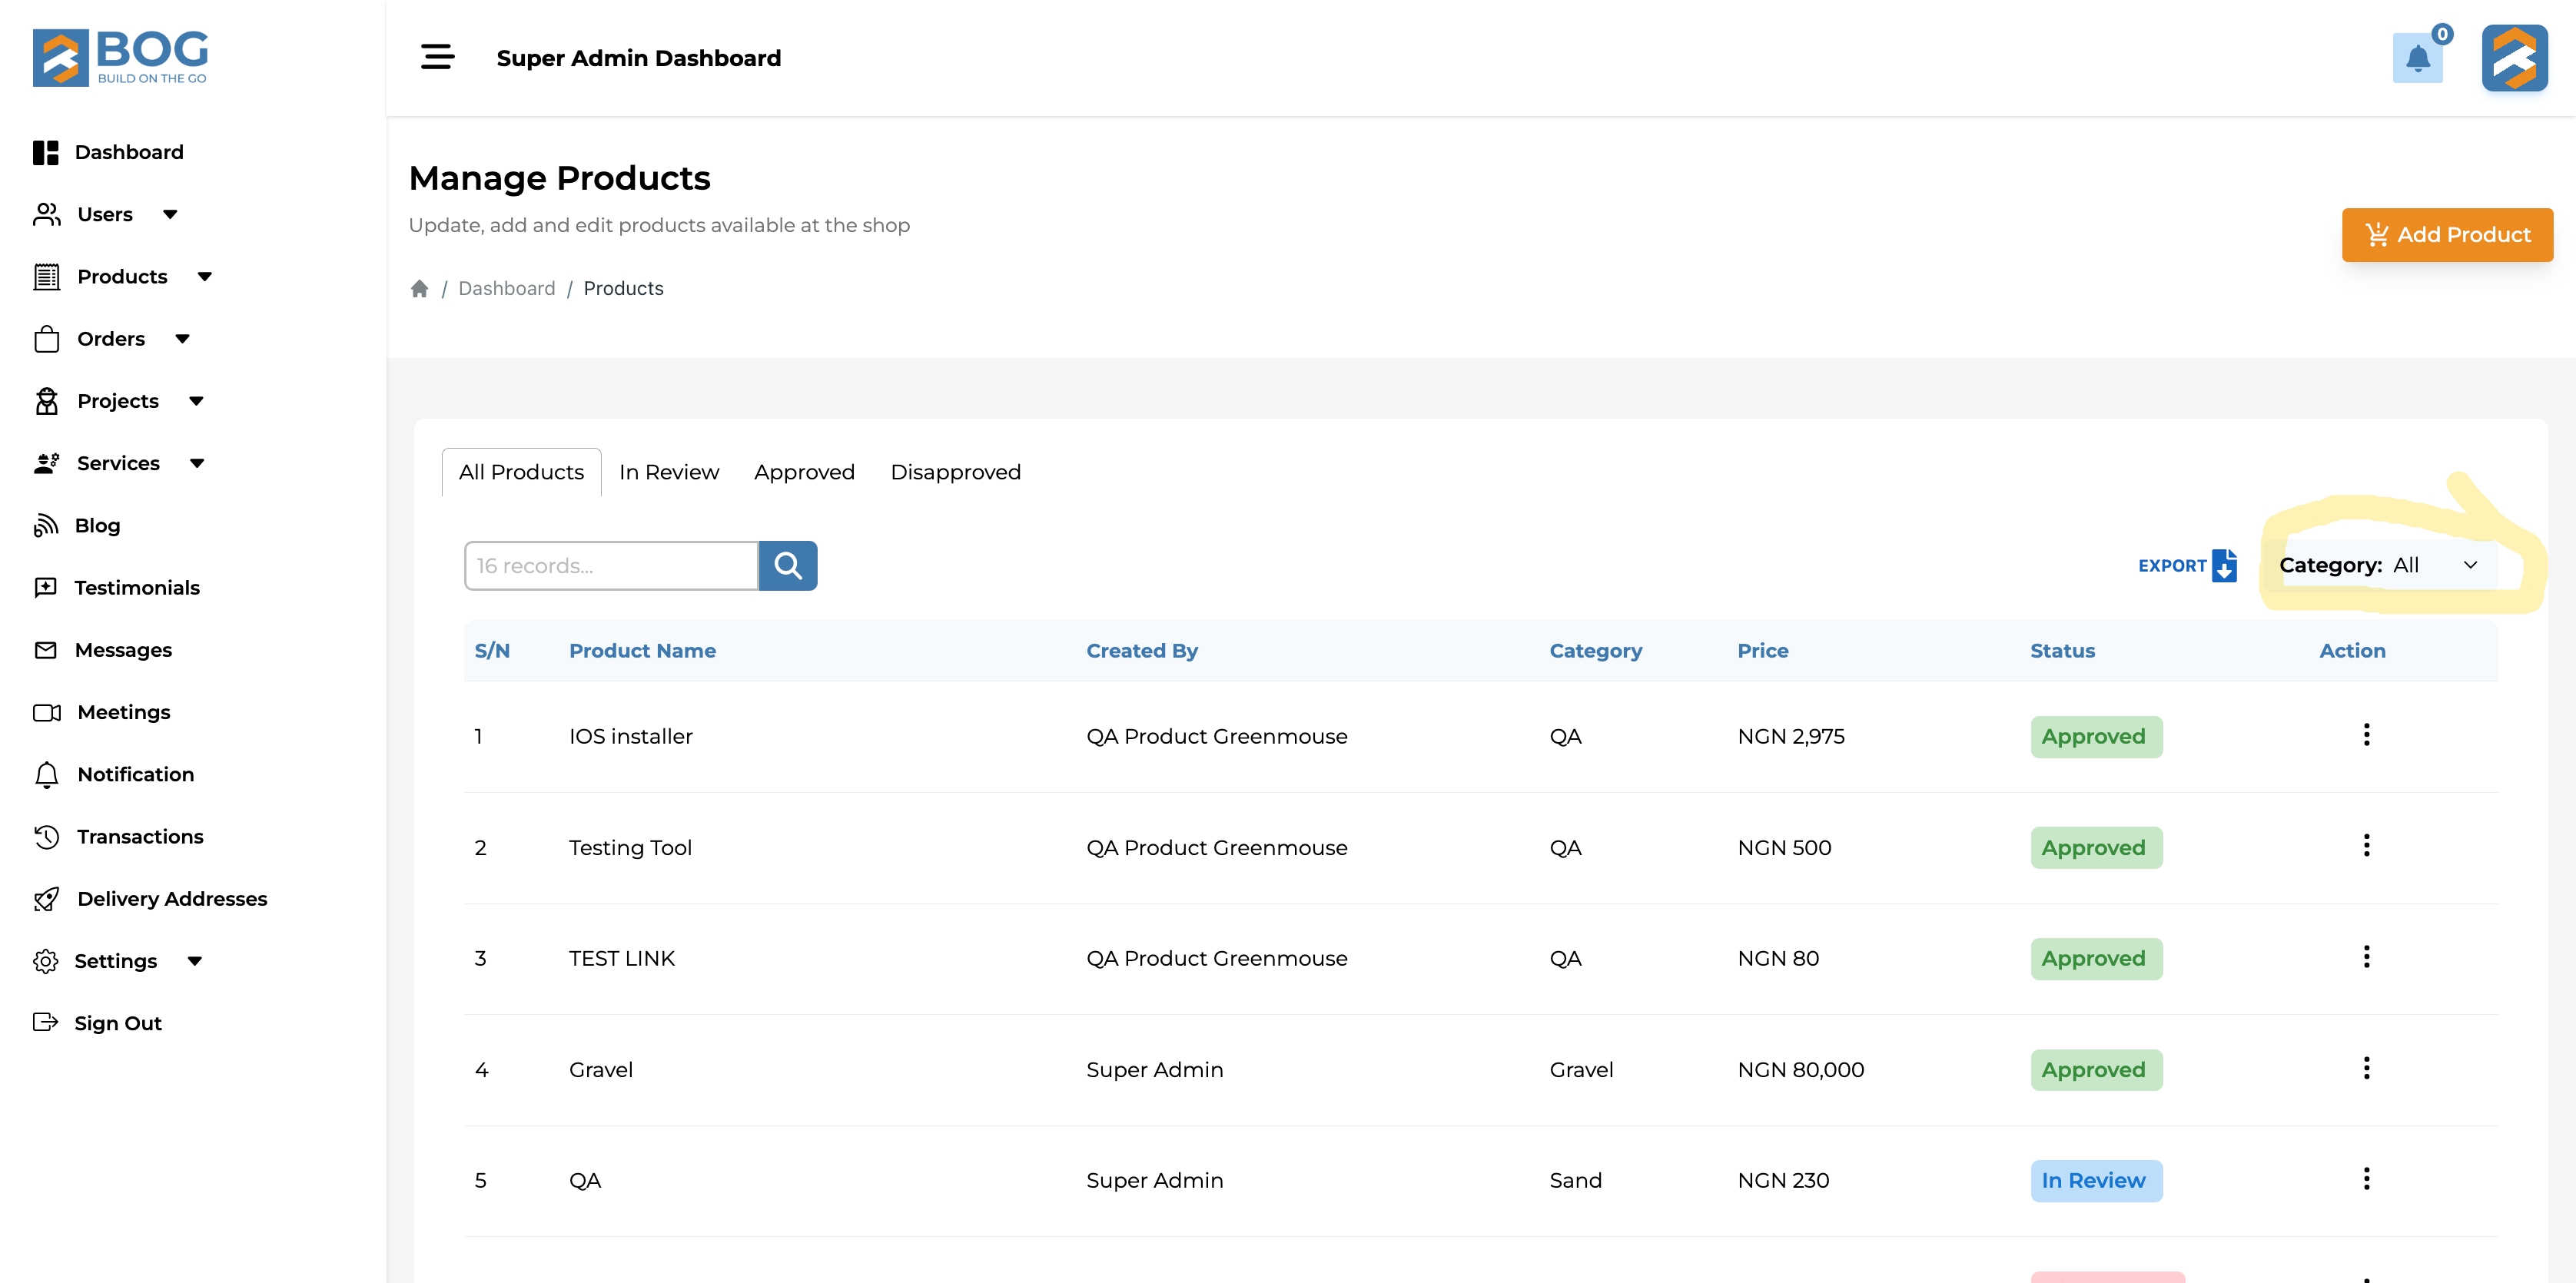 BOG
BUILD ON THE GO
Super Admin Dashboard
0
Dashboard
Users
Products
Orders
Projects
Services
Blog
Testimonials
Messages
Meetings
Notification
Transactions
Delivery Addresses
Settings
Sign Out
Manage Products
Update, add and edit products available at the shop
Add Product
/ Dashboard / Products
All Products In Review Approved Disapproved
16 records...
EXPORT
Category: All
S/N Product Name Created By Category Price Status Action
1 IOS installer QA Product Greenmouse QA NGN 2,975 Approved
2 Testing Tool QA Product Greenmouse QA NGN 500 Approved
3 TEST LINK QA Product Greenmouse QA NGN 80 Approved
4 Gravel Super Admin Gravel NGN 80,000 Approved
5 QA Super Admin Sand NGN 230 In Review